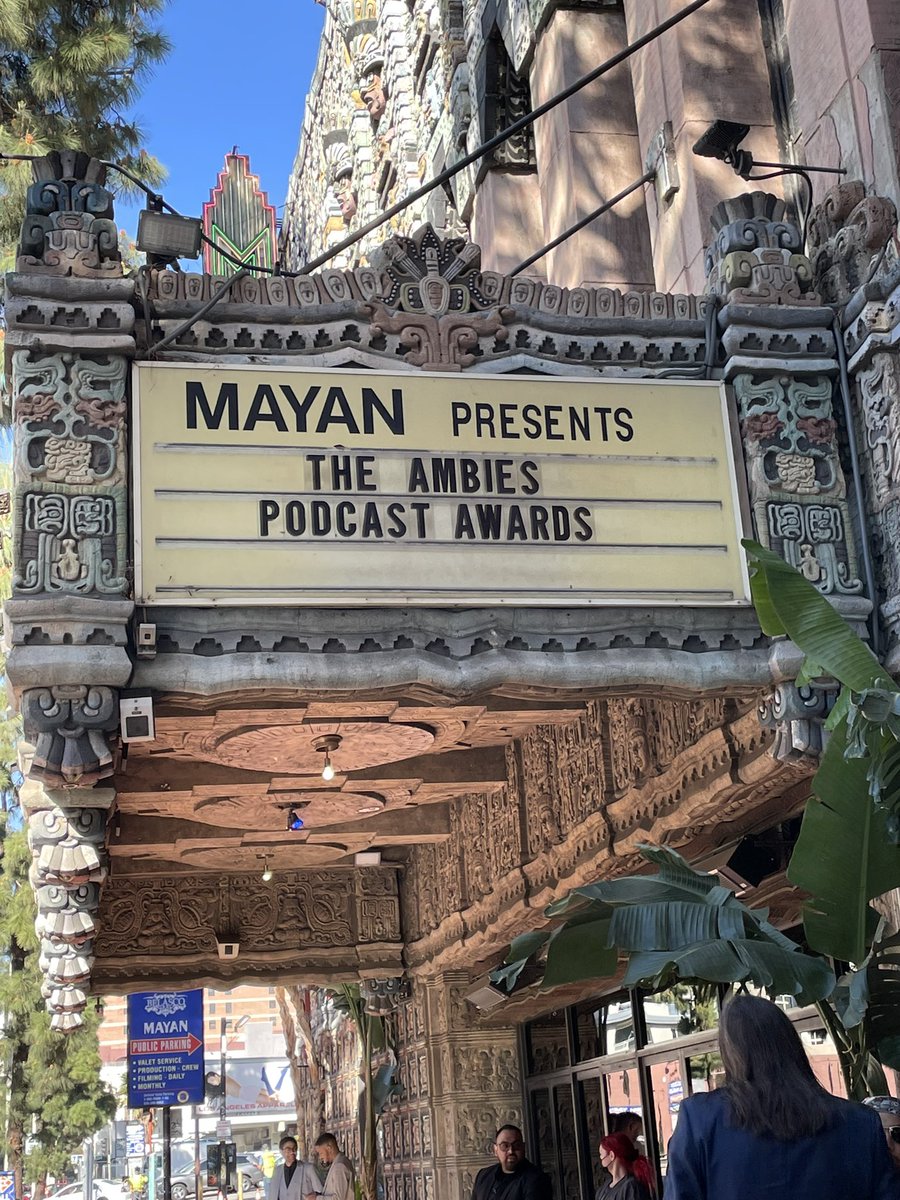 MAYAN PRESENTS
THE AMBIES
PODCAST AWARDS
BELASCO
MAYAN
PUBLIC PARKING
• VALET SERVICE
• PRODUCTION - CREW
• FILMING - DAILY
• MONTHLY